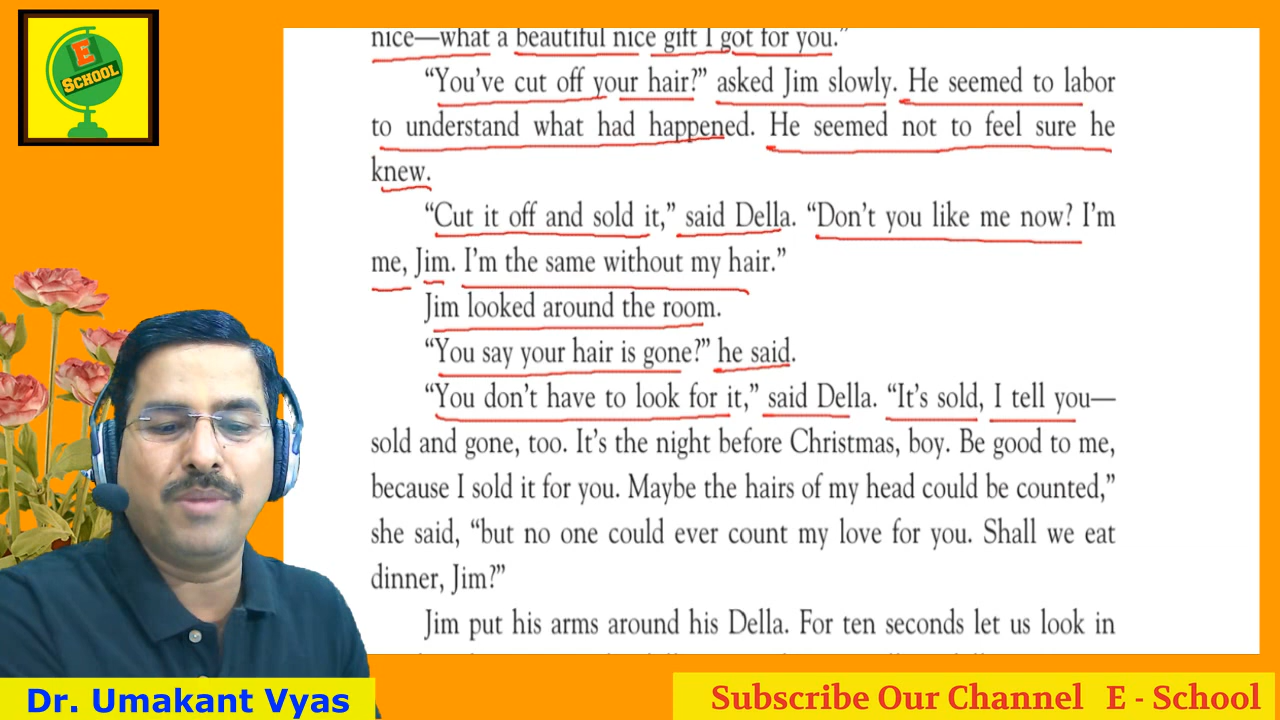 E
SCHOOL
nice—what a beautiful nice gift I got for you.”
“You’ve cut off your hair?” asked Jim slowly. He seemed to labor
to understand what had happened. He seemed not to feel sure he
knew.
“Cut it off and sold it,” said Della. “Don’t you like me now? I’m
me, Jim. I’m the same without my hair.”
Jim looked around the room.
“You say your hair is gone?” he said.
“You don’t have to look for it,” said Della. “It’s sold, I tell you—
sold and gone, too. It’s the night before Christmas, boy. Be good to me,
because I sold it for you. Maybe the hairs of my head could be counted,”
she said, “but no one could ever count my love for you. Shall we eat
dinner, Jim?”
Jim put his arms around his Della. For ten seconds let us look in
Dr. Umakant Vyas
Subscribe Our Channel E - School